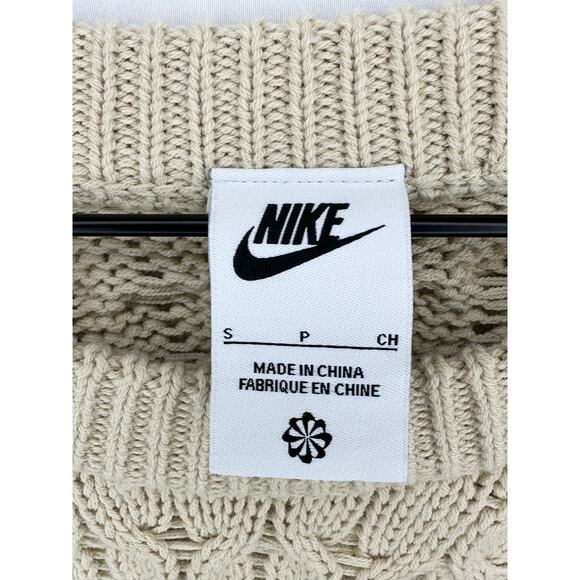 NIKE
S P CH
MADE IN CHINA
FABRIQUE EN CHINE